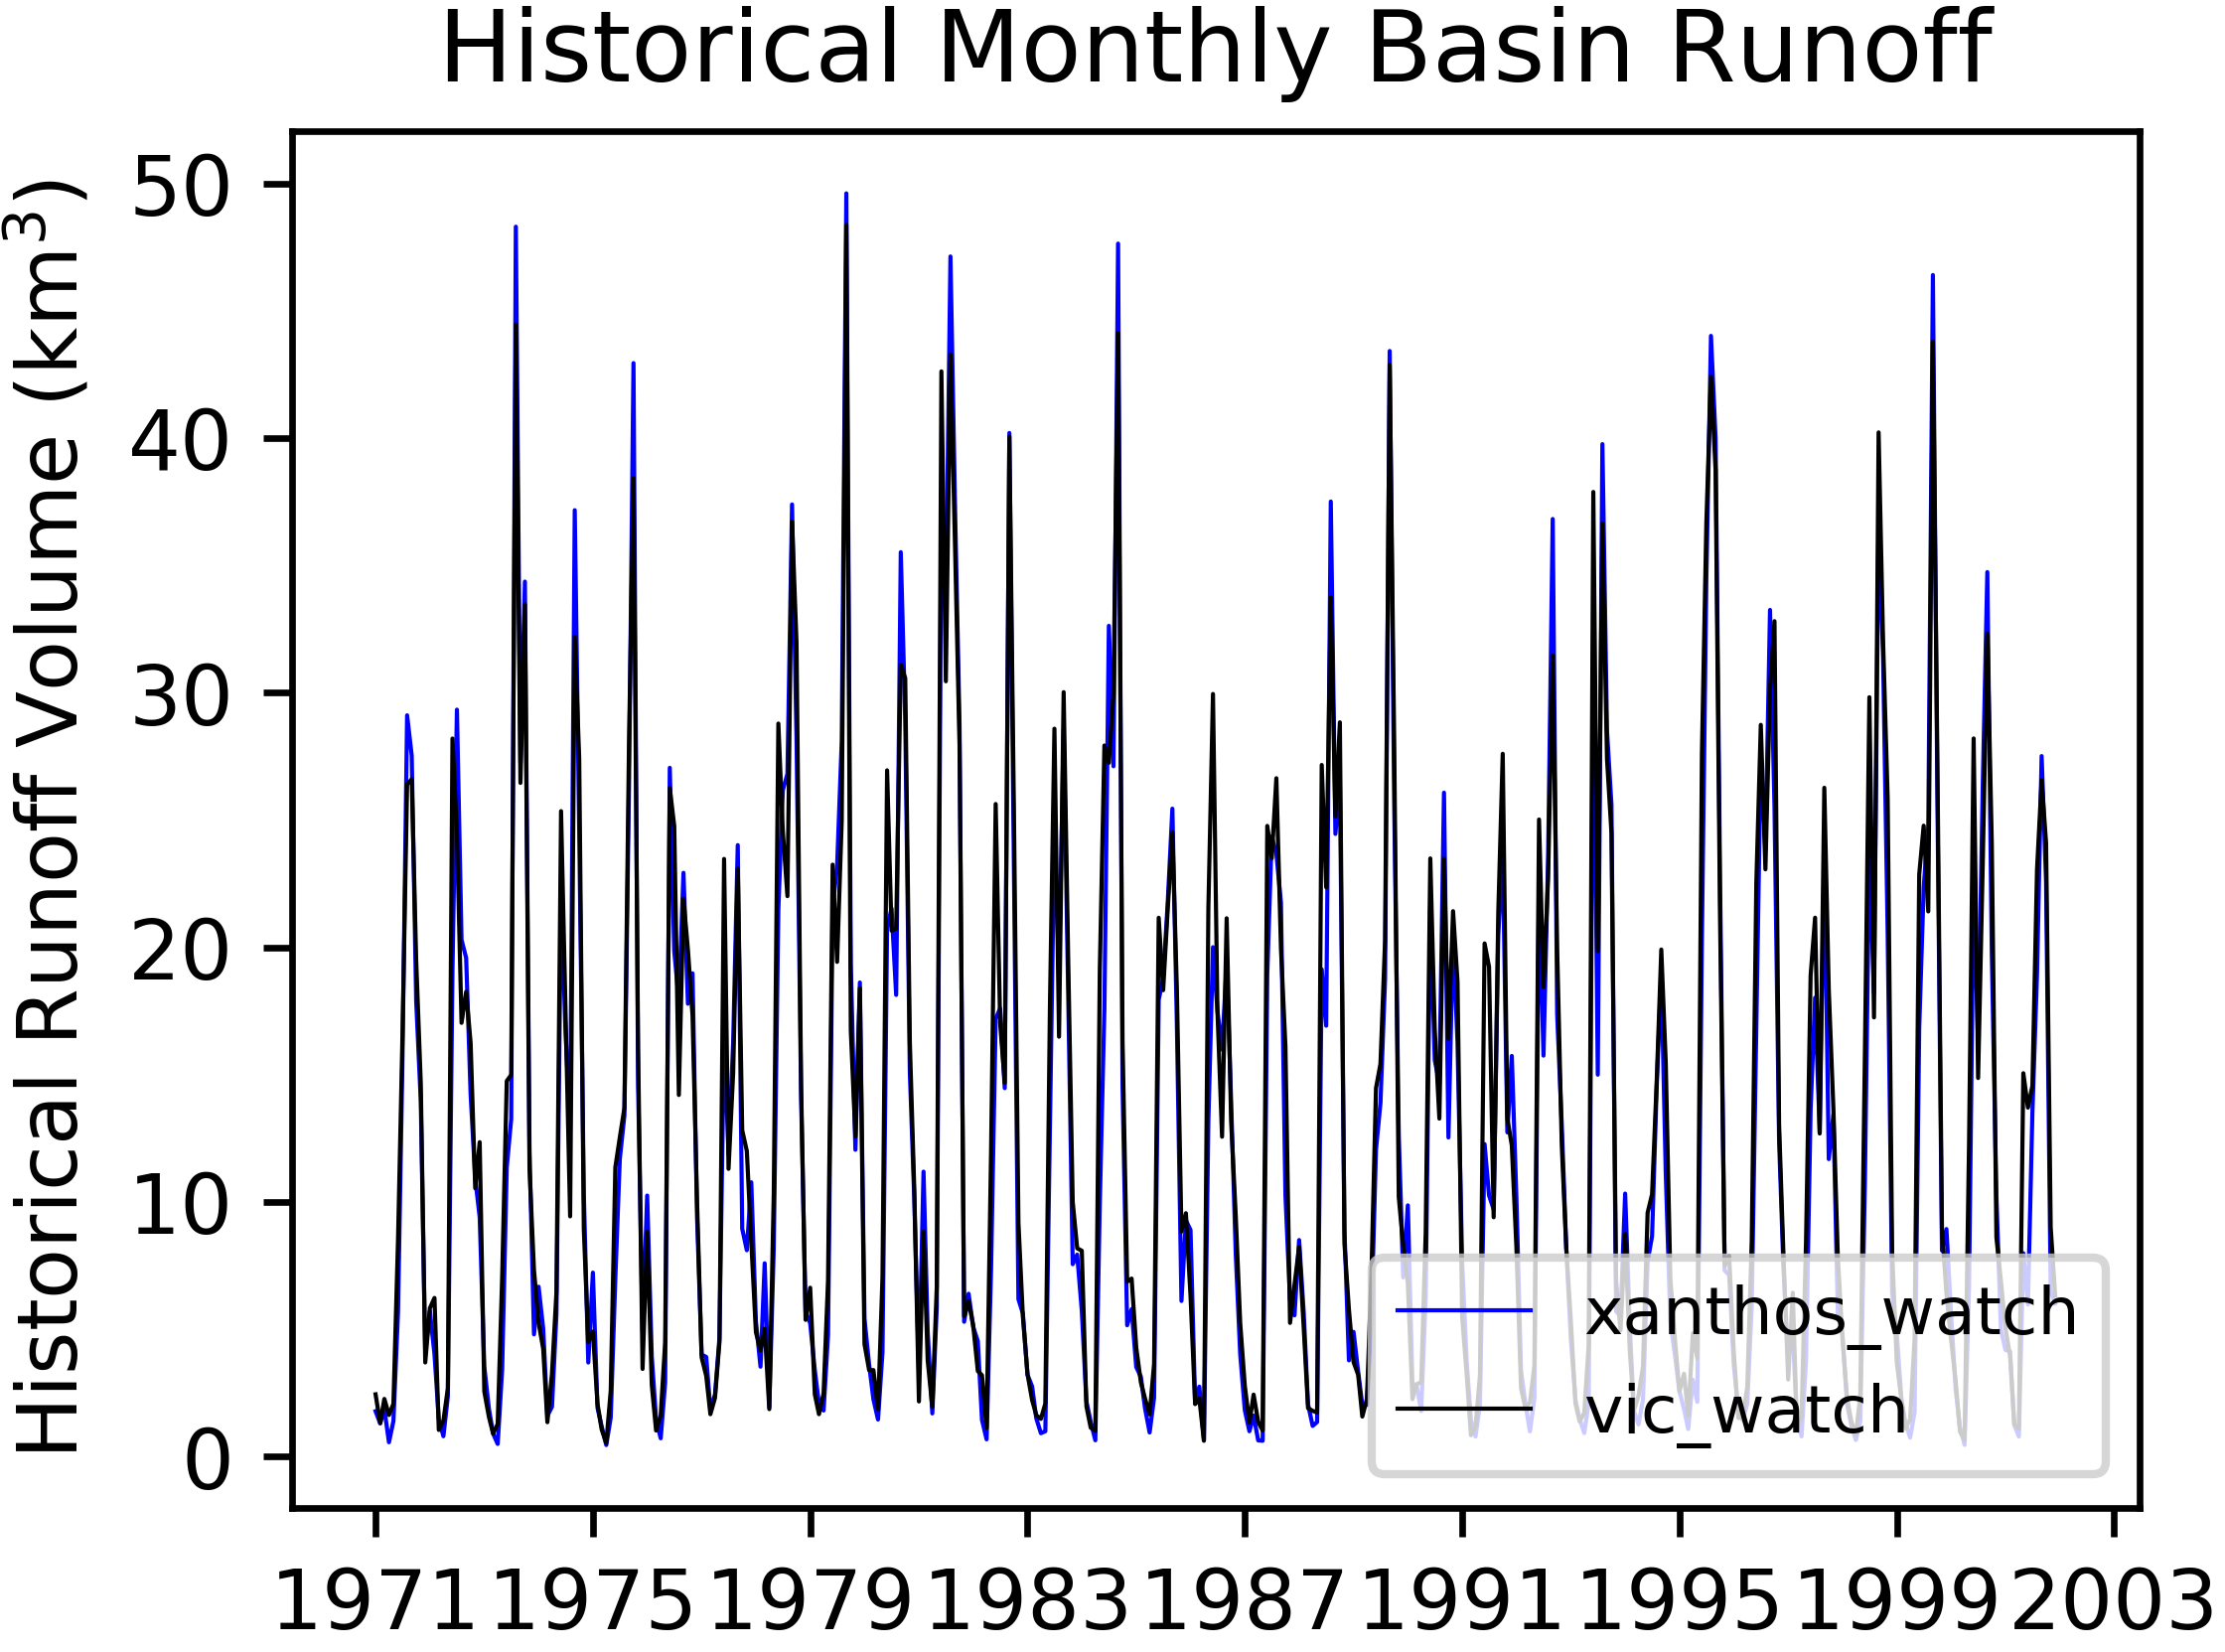 Historical Monthly Basin Runoff
Historical Runoff Volume (km³)
50
40
30
20
10
0
xanthos_watch
vic_watch
1971 1975 1979 1983 1987 1991 1995 1999 2003